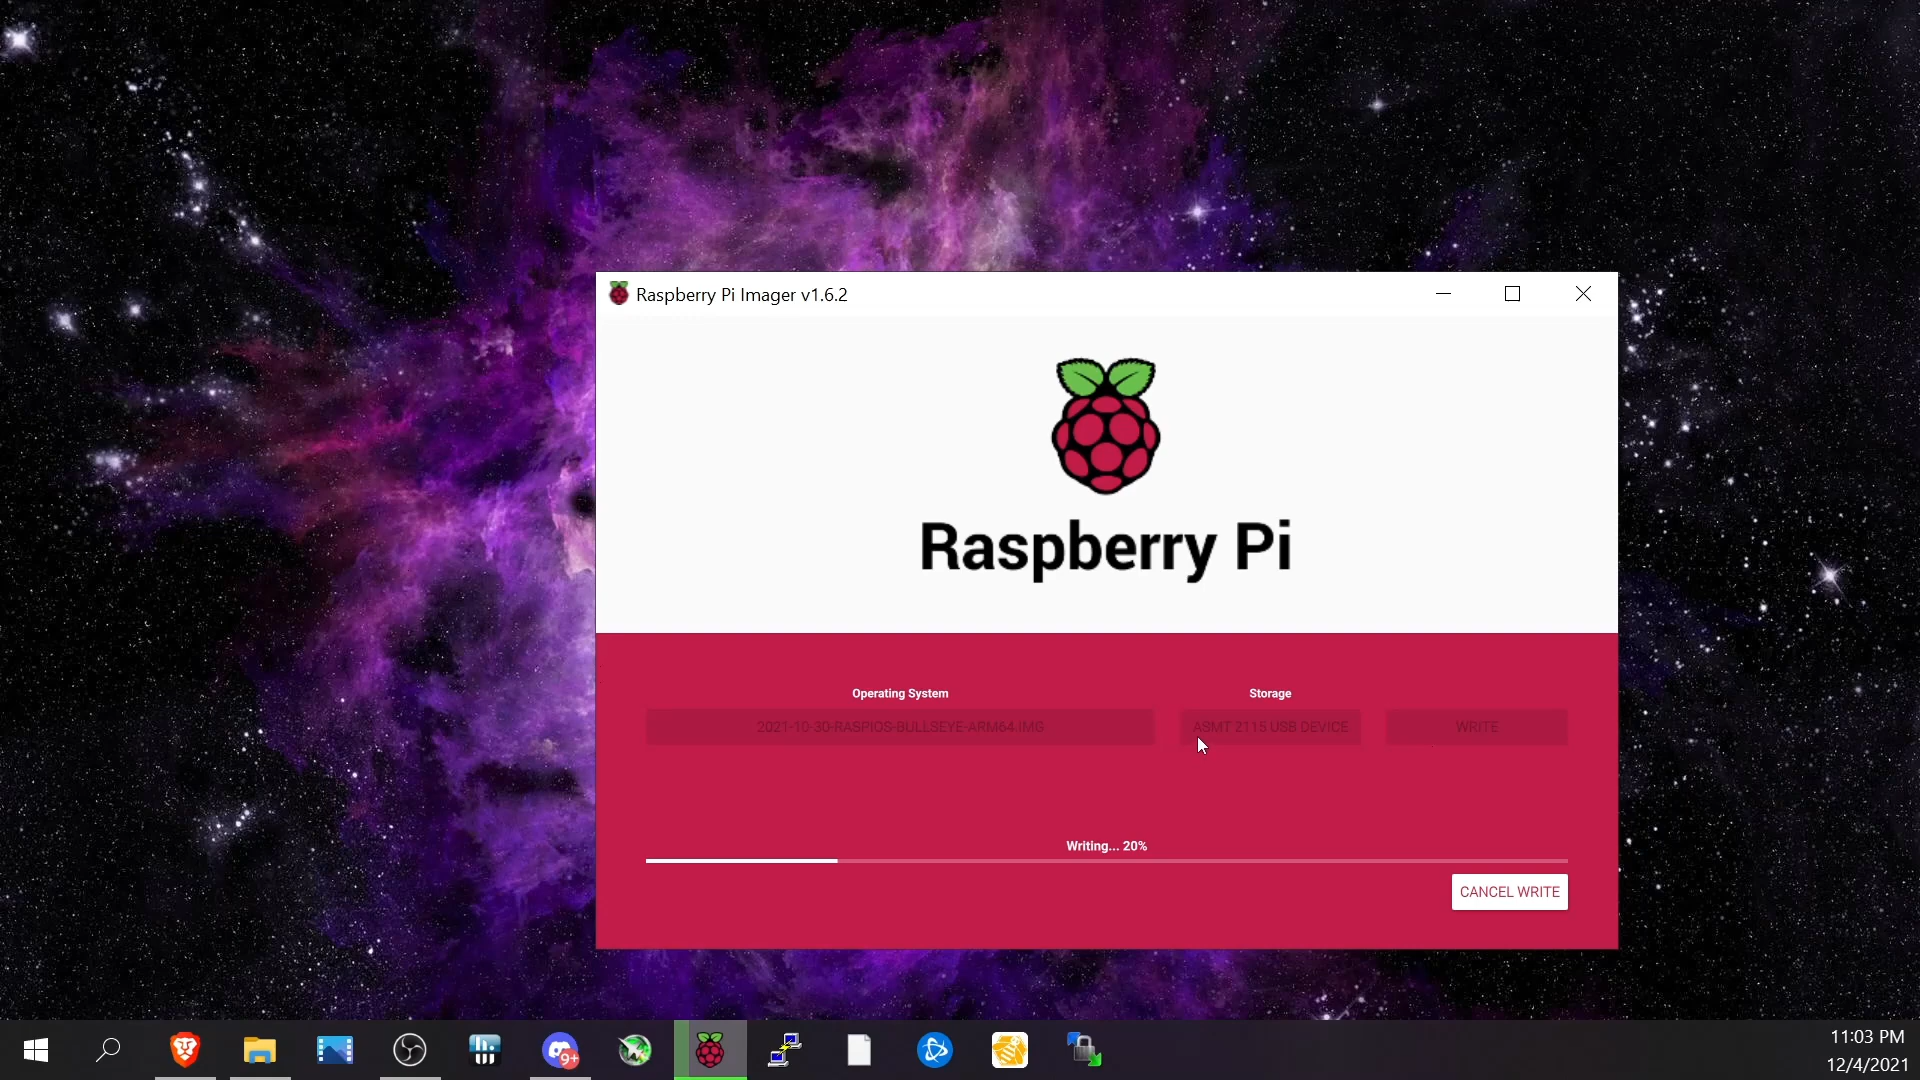 Raspberry Pi Imager v1.6.2
Raspberry Pi
Operating System
Storage
2021-10-30-RASPIOS-BULLSEYE-ARM64.IMG
ASMT 2115 USB DEVICE
WRITE
Writing... 20%
CANCEL WRITE
9+
11:03 PM
12/4/2021